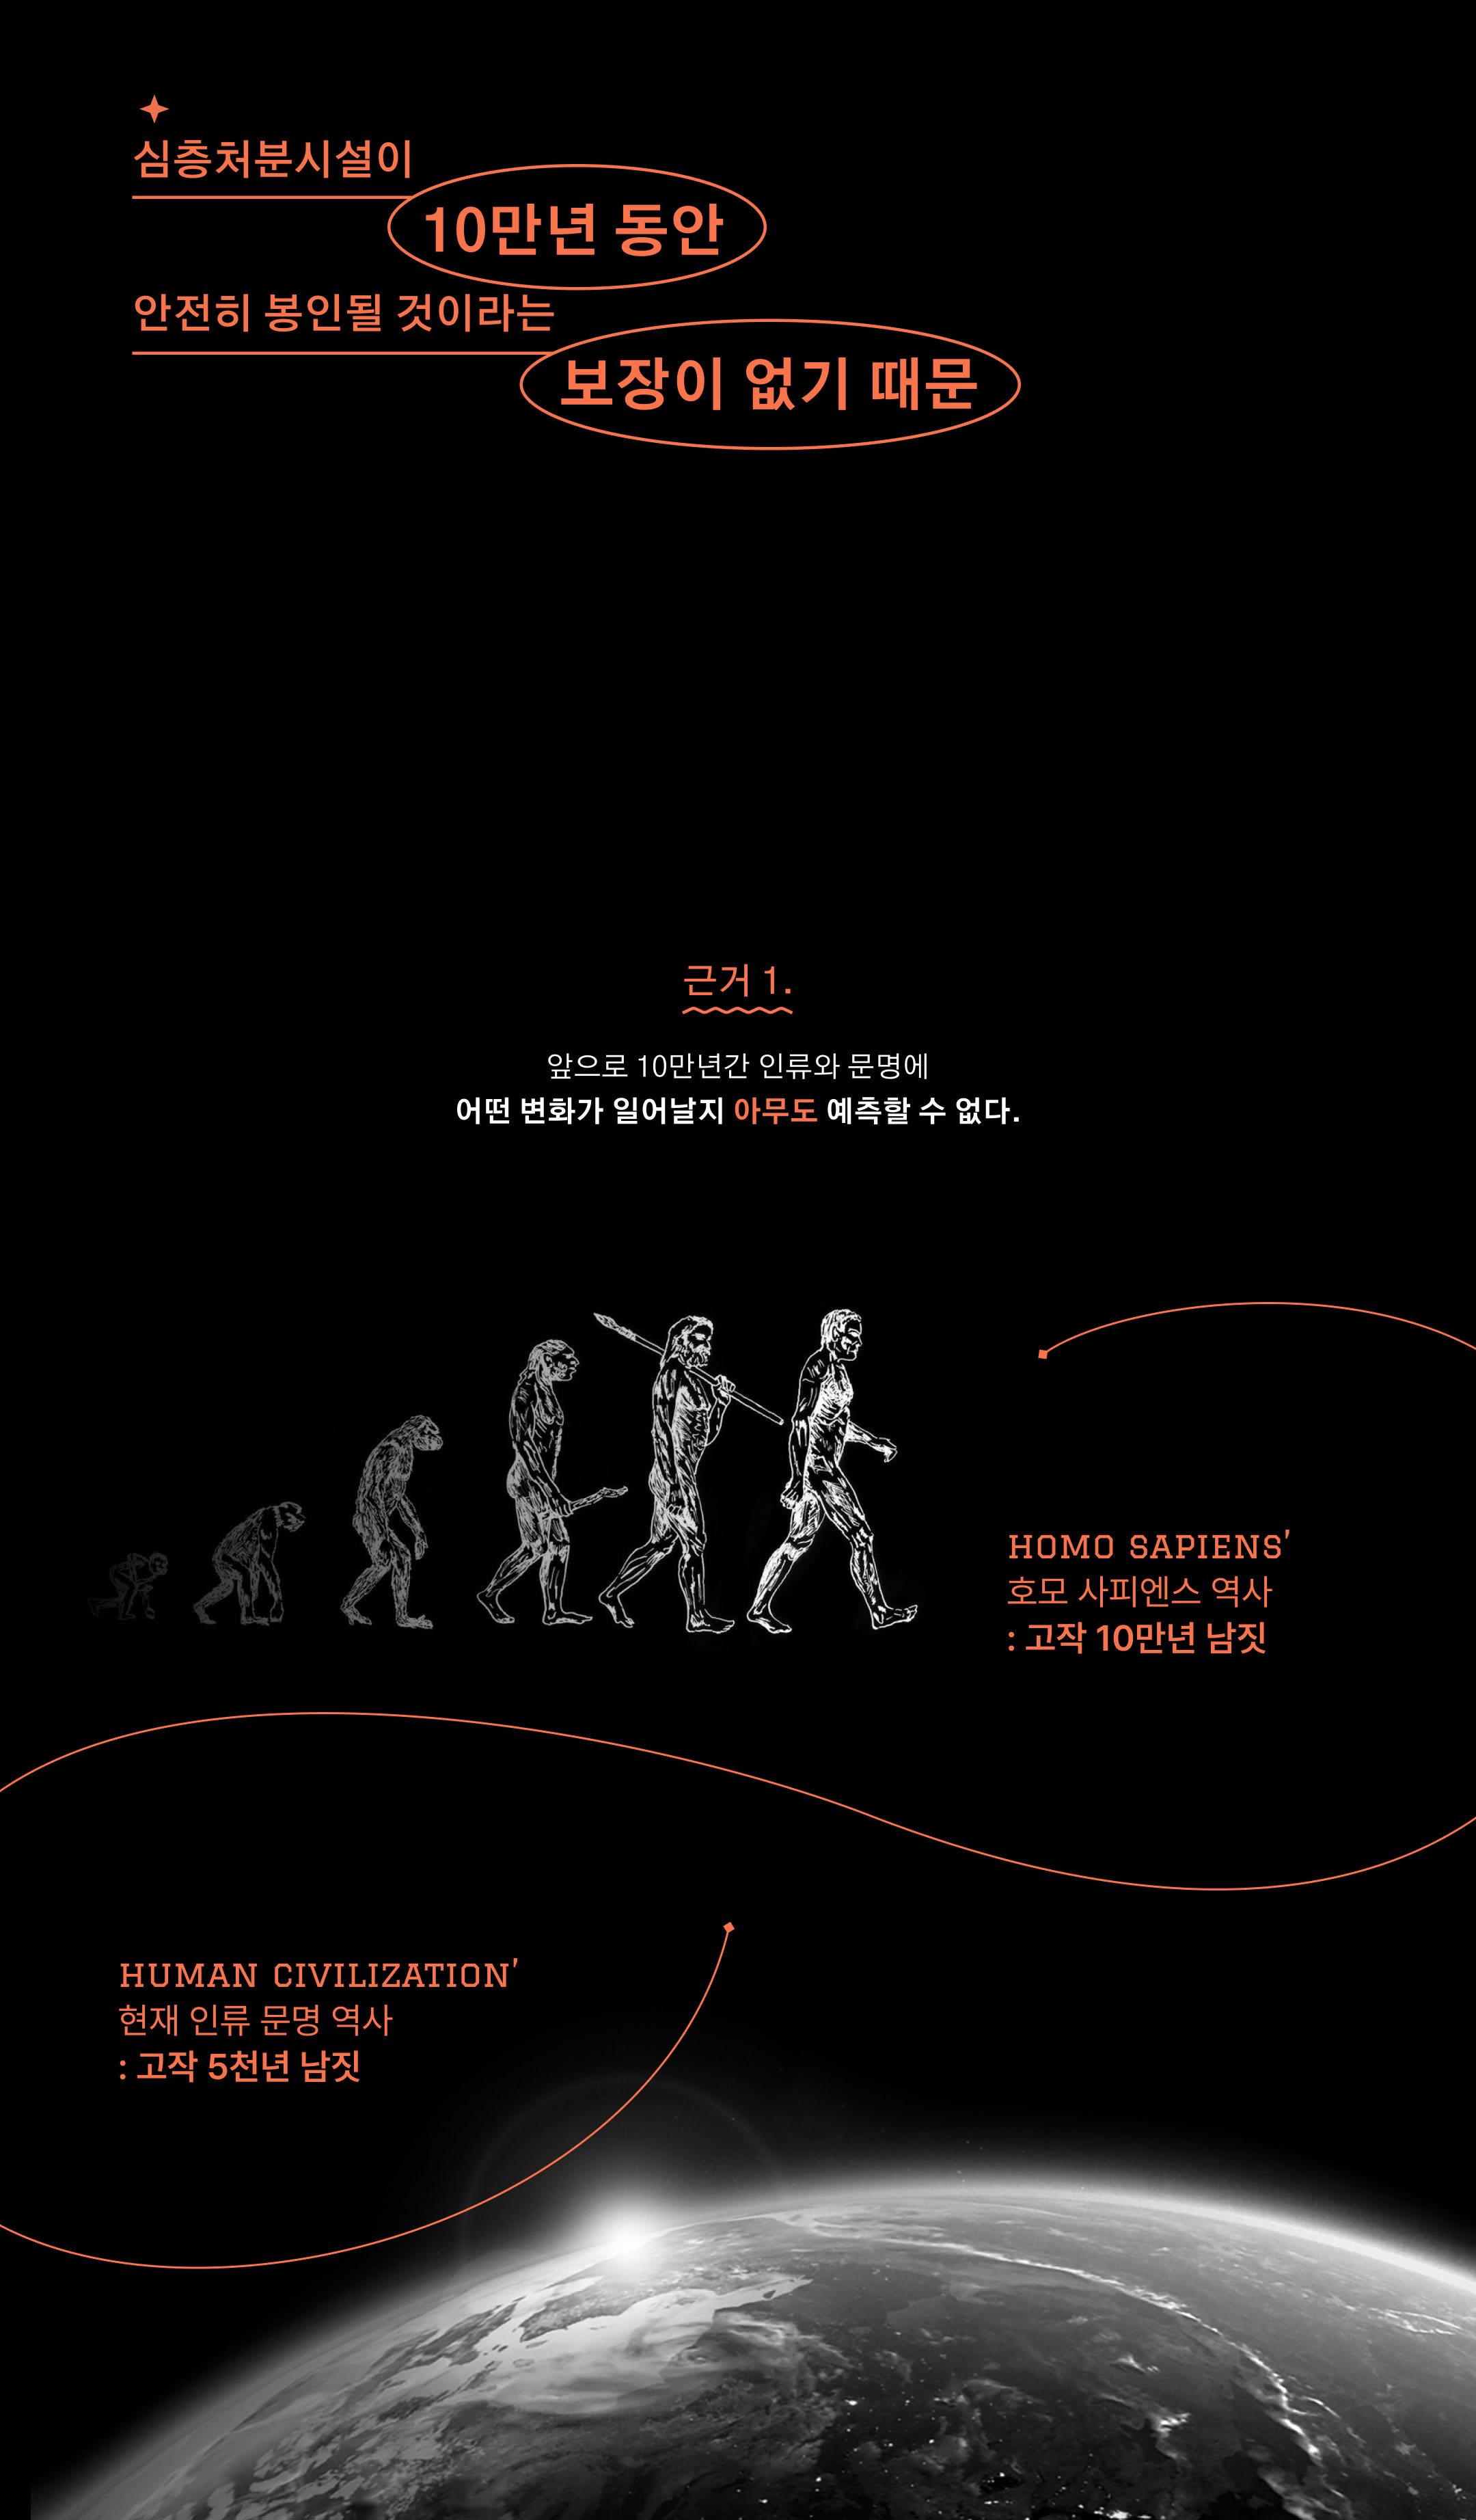 심층처분시설이
10만년 동안
안전히 봉인될 것이라는
보장이 없기 때문
근거 1.
앞으로 10만년간 인류와 문명에
어떤 변화가 일어날지 아무도 예측할 수 없다.
HOMO SAPIENS’
호모 사피엔스 역사
: 고작 10만년 남짓
HUMAN CIVILIZATION’
현재 인류 문명 역사
: 고작 5천년 남짓